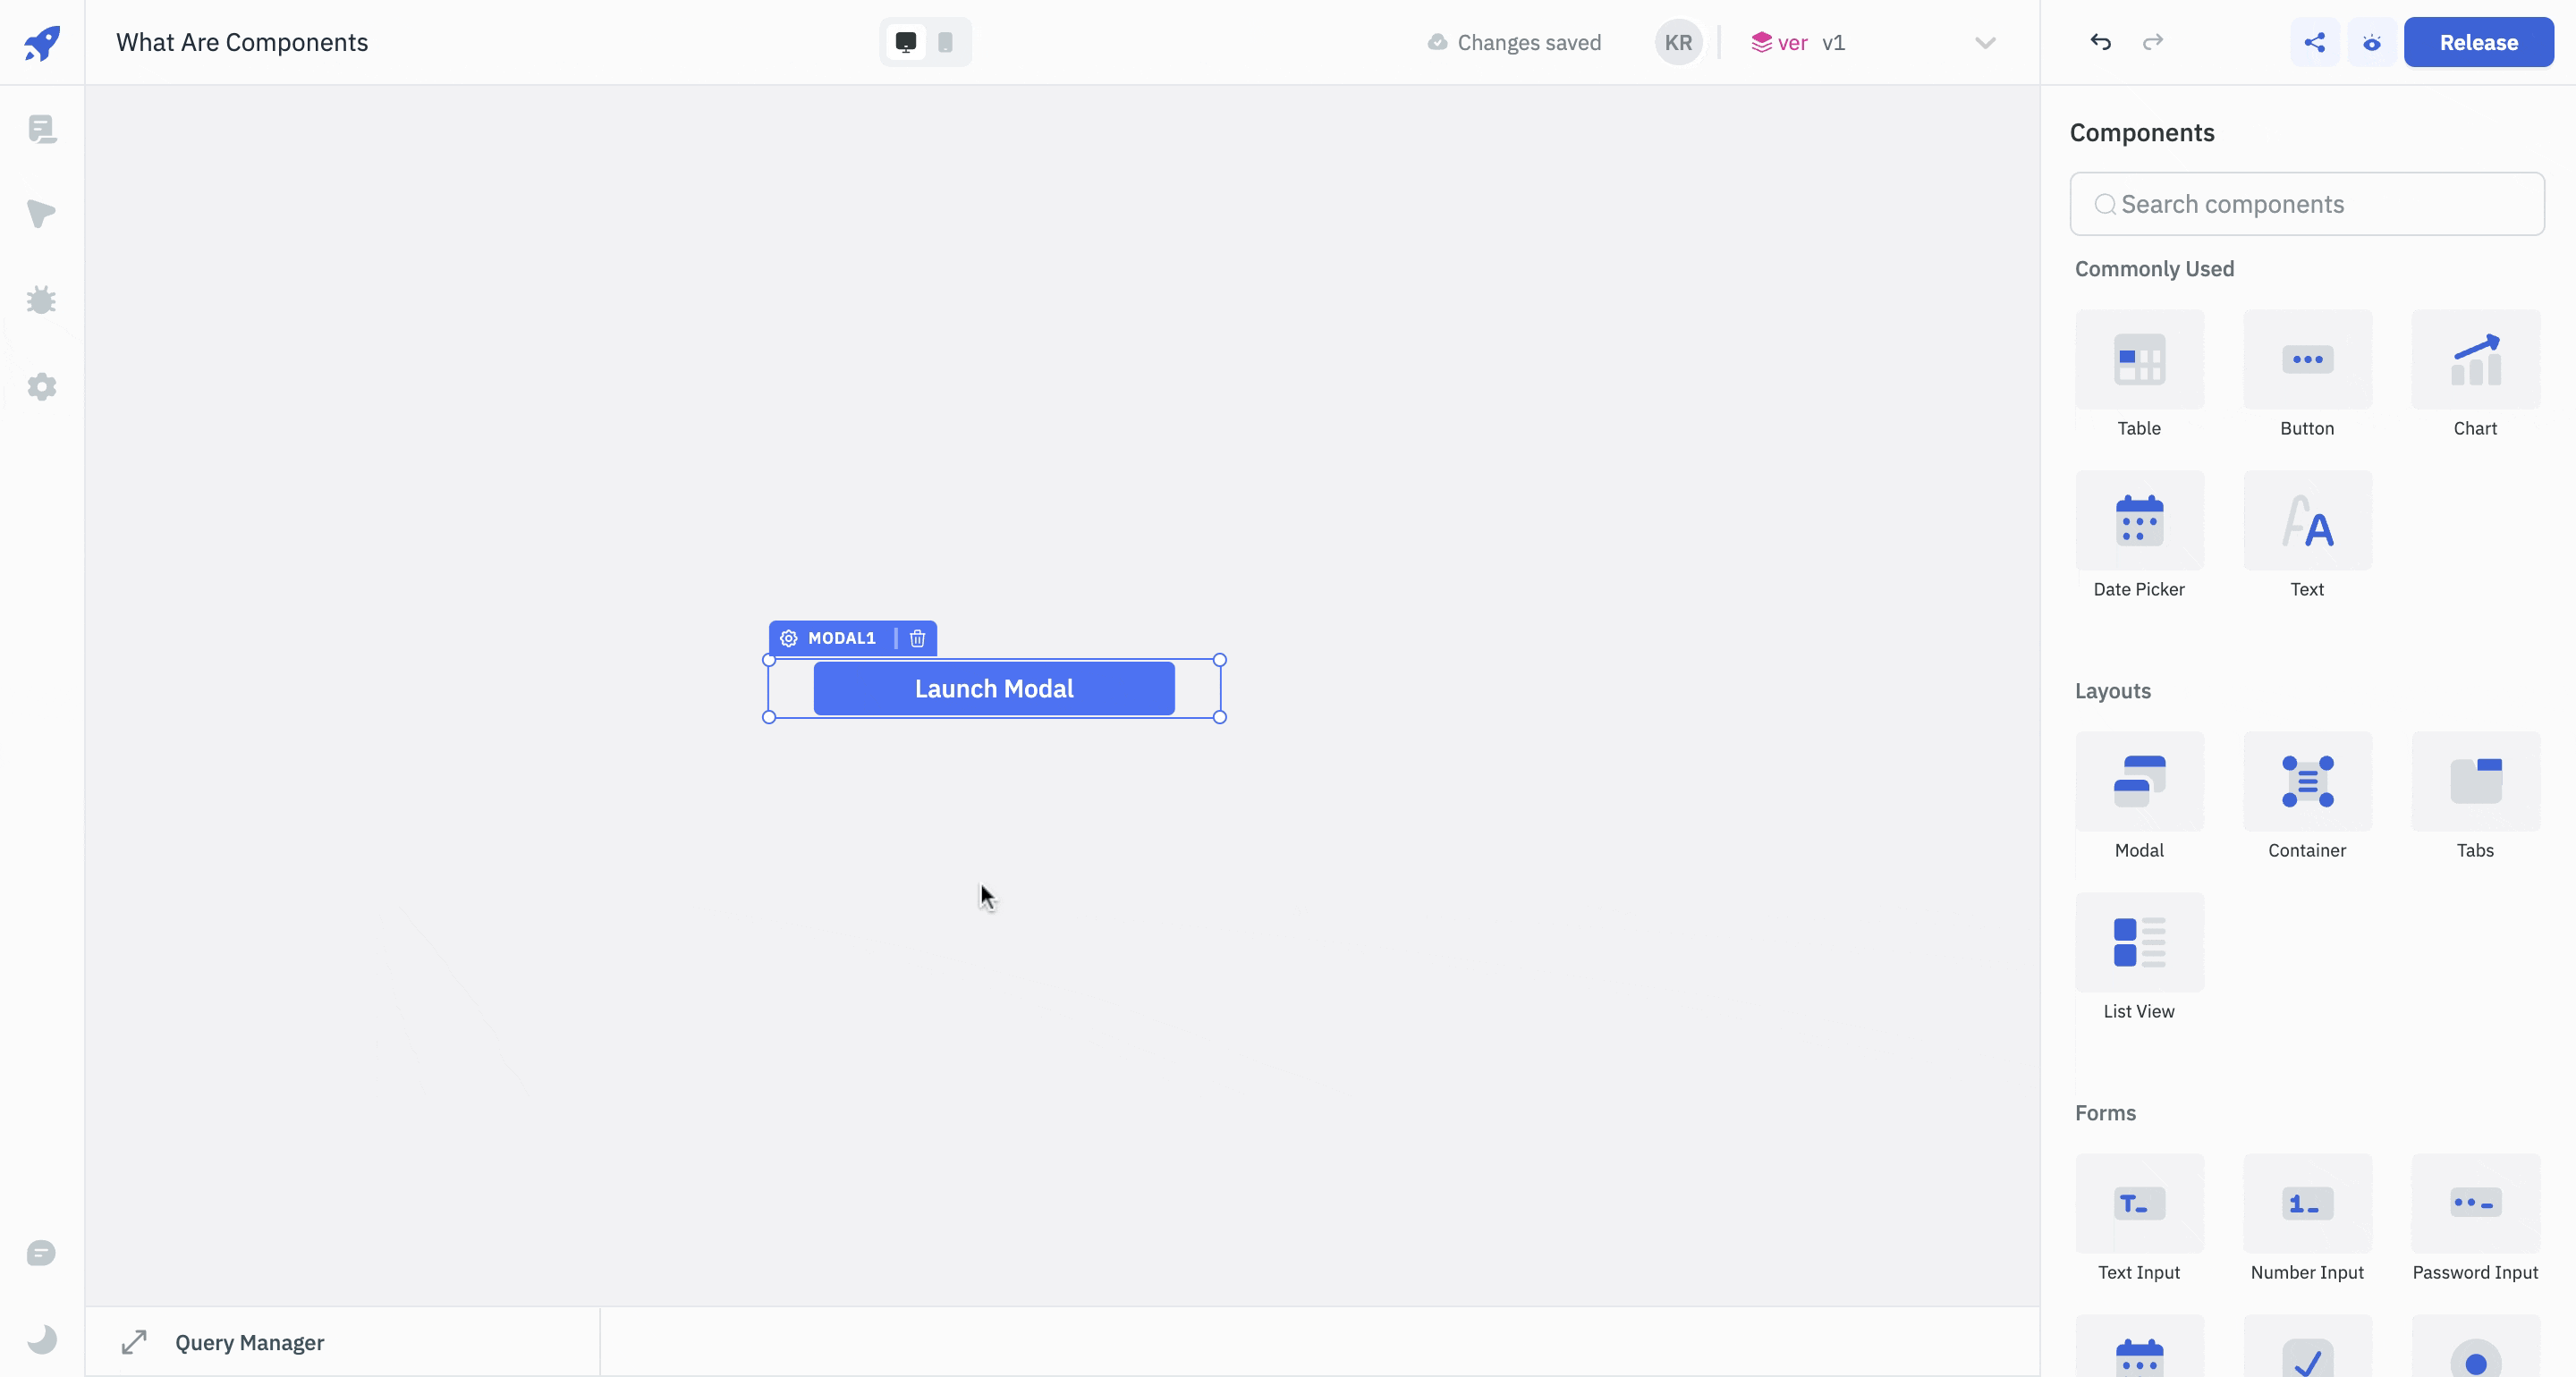 What Are Components
Changes saved
KR
ver v1
Release
Components
Search components
Commonly Used
Table
Button
Chart
Date Picker
Text
MODAL1
Launch Modal
Layouts
Modal
Container
Tabs
List View
Forms
Text Input
Number Input
Password Input
Query Manager